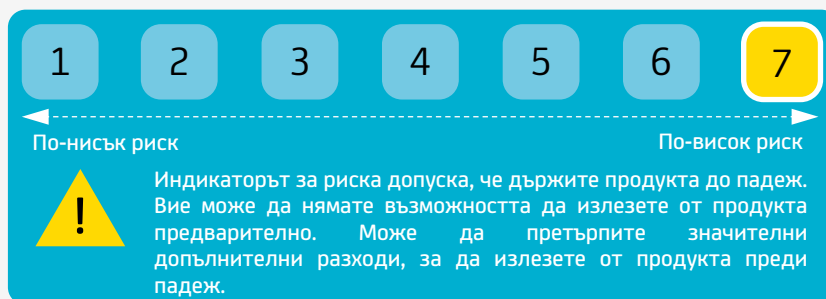 1 2 3 4 5 6 7
По-нисък риск По-висок риск
Индикаторът за риска допуска, че държите продукта до падеж.
Вие може да нямате възможността да излезете от продукта
предварително. Може да претърпите значителни
допълнителни разходи, за да излезете от продукта преди
падеж.
!